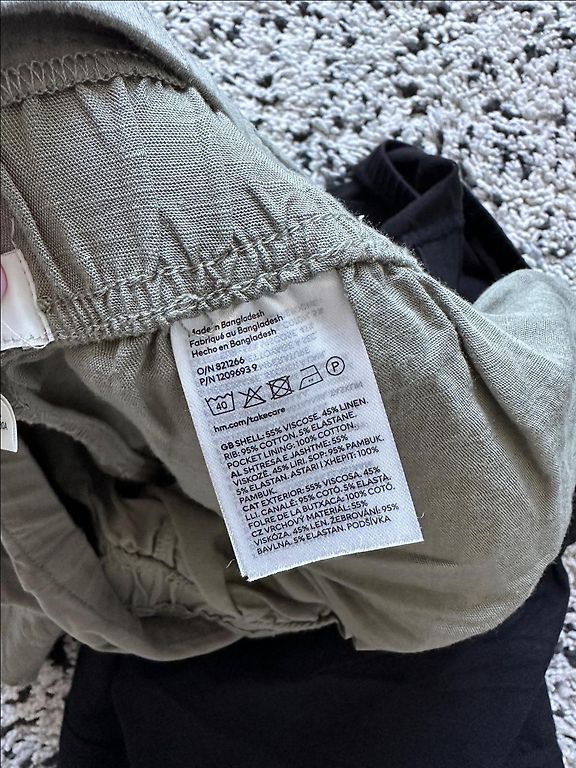 Made in Bangladesh
Fabriqué au Bangladesh
Hecho en Bangladesh
O/N 821266
P/N 1209693 9
40
P
hm.com/takecare
GB SHELL: 55% VISCOSE, 45% LINEN.
RIB: 95% COTTON, 5% ELASTANE.
POCKET LINING: 100% COTTON.
AL SHTRESA E JASHTME: 55%
VISKOZË, 45% LIRI. SOP: 95% PAMBUK,
5% ELASTAN. ASTARI I XHEPIT: 100%
PAMBUK.
CAT EXTERIOR: 55% VISCOSA, 45%
LLI. CANALÉ: 95% COTÓ, 5% ELASTÀ.
FOLRE DE LA BUTXACA: 100% COTÓ.
CZ VRCHOVÝ MATERIÁL: 55%
VISKÓZA, 45% LEN. ŽEBROVÁNÍ: 95%
BAVLNA, 5% ELASTAN. PODŠÍVKA